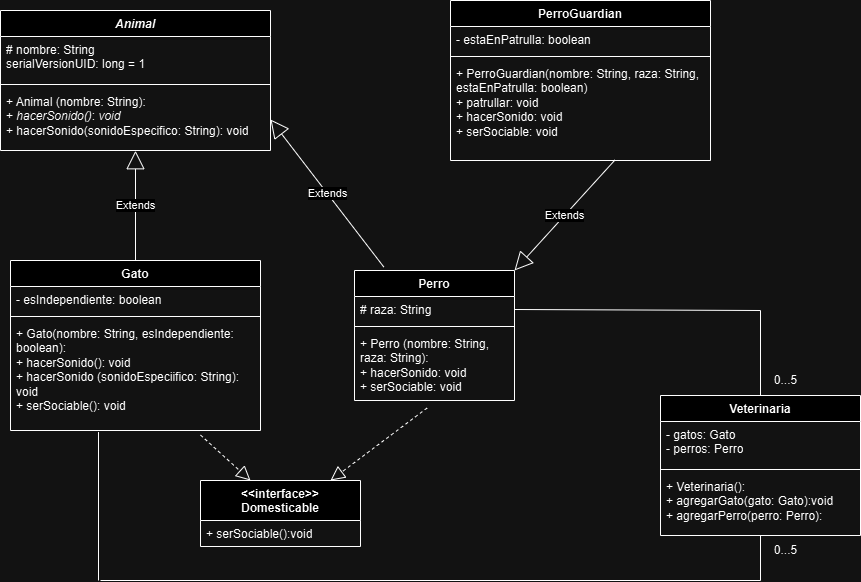 Animal
# nombre: String
serialVersionUID: long = 1
+ Animal (nombre: String):
+ hacerSonido(): void
+ hacerSonido(sonidoEspecifico: String): void
PerroGuardian
- estaEnPatrulla: boolean
+ PerroGuardian(nombre: String, raza: String,
estaEnPatrulla: boolean)
+ patrullar: void
+ hacerSonido: void
+ serSociable: void
Extends
Extends
Extends
Gato
- esIndependiente: boolean
+ Gato(nombre: String, esIndependiente:
boolean):
+ hacerSonido(): void
+ hacerSonido (sonidoEspeciifico: String):
void
+ serSociable(): void
Perro
# raza: String
+ Perro (nombre: String,
raza: String):
+ hacerSonido: void
+ serSociable: void
0...5
Veterinaria
- gatos: Gato
- perros: Perro
+ Veterinaria():
+ agregarGato(gato: Gato):void
+ agregarPerro(perro: Perro):
0...5
<<interface>>
Domesticable
+ serSociable():void